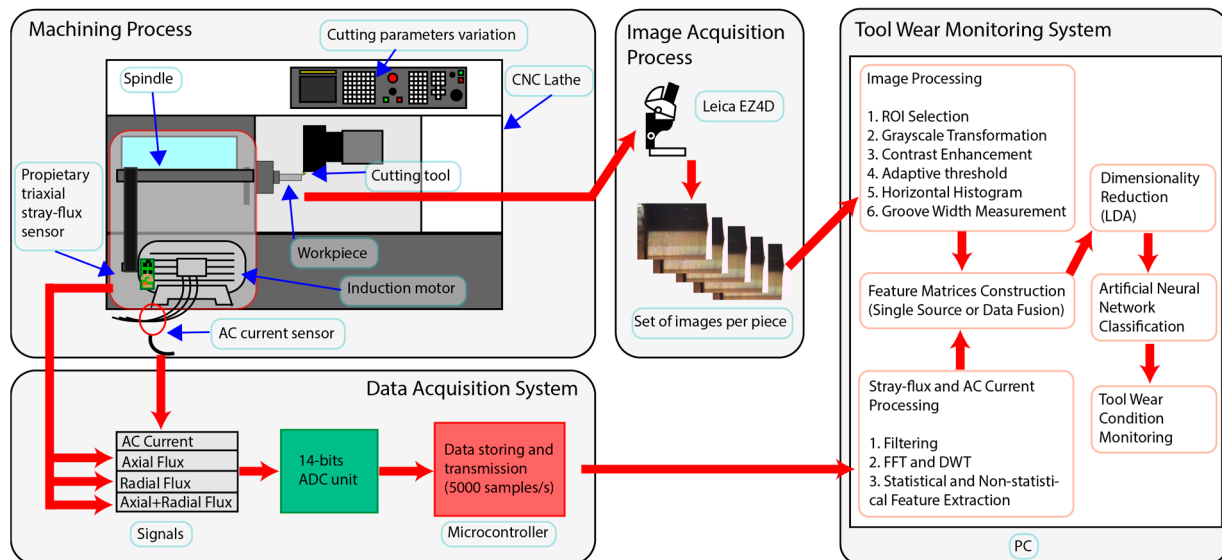 Machining Process
Cutting parameters variation
Spindle
CNC Lathe
Propietary
triaxial
stray-flux
sensor
Cutting tool
Workpiece
Induction motor
AC current sensor
Image Acquisition
Process
Leica EZ4D
Set of images per piece
Data Acquisition System
AC Current
Axial Flux
Radial Flux
Axial+Radial Flux
Signals
14-bits
ADC unit
Data storing and
transmission
(5000 samples/s)
Microcontroller
Tool Wear Monitoring System
Image Processing
1. ROI Selection
2. Grayscale Transformation
3. Contrast Enhancement
4. Adaptive threshold
5. Horizontal Histogram
6. Groove Width Measurement
Feature Matrices Construction
(Single Source or Data Fusion)
Stray-flux and AC Current
Processing
1. Filtering
2. FFT and DWT
3. Statistical and Non-statisti-
cal Feature Extraction
Dimensionality
Reduction
(LDA)
Artificial Neural
Network
Classification
Tool Wear
Condition
Monitoring
PC